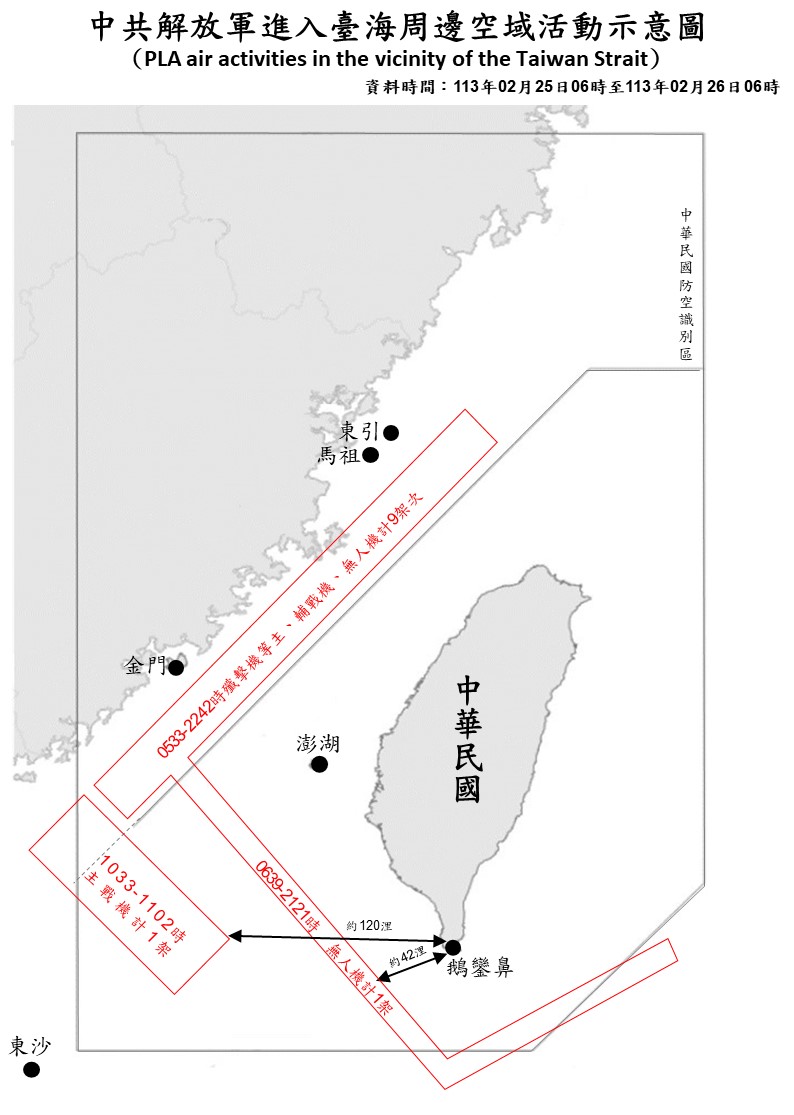 中共解放軍進入臺海周邊空域活動示意圖
（PLA air activities in the vicinity of the Taiwan Strait）
資料時間：113年02月25日06時至113年02月26日06時
中華民國防空識別區
東引
馬祖
0533-2242時殲擊機等主、輔戰機、無人機計9架次
金門
中華民國
澎湖
1033-1102時
主戰機計1架
0639-2121時 無人機計1架
約120浬
約42浬
鵝鑾鼻
東沙